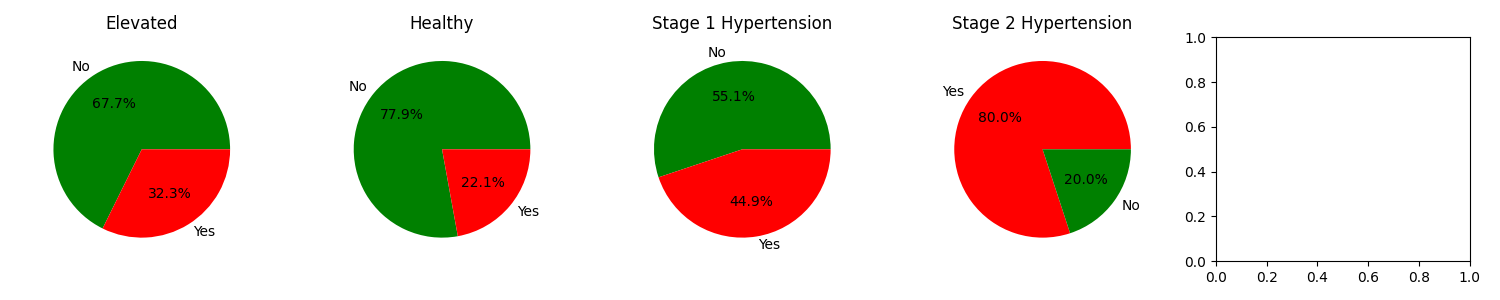 Elevated
No
67.7%
32.3%
Yes
Healthy
No
77.9%
22.1%
Yes
Stage 1 Hypertension
No
55.1%
44.9%
Yes
Stage 2 Hypertension
Yes
80.0%
20.0%
No
1.0
0.8
0.6
0.4
0.2
0.0
0.0 0.2 0.4 0.6 0.8 1.0